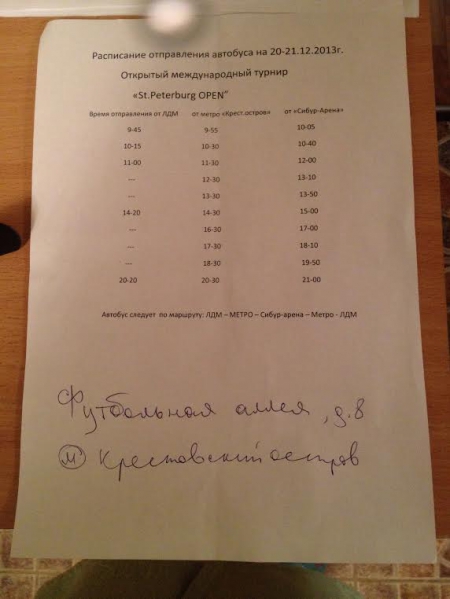 Расписание отправления автобуса на 20-21.12.2013г.
Открытый международный турнир
«St.Peterburg OPEN"
Время отправления от ЛДМ от метро «Крест.остров» от «Сибур-Арена»
9-45 9-55 10-05
10-15 10-30 10-40
11-00 11-30 12-00
--- 12-30 13-10
--- 13-30 13-50
14-20 14-30 15-00
--- 16-30 17-00
--- 17-30 18-10
--- 18-30 19-50
20-20 20-30 21-00
Автобус следует по маршруту: ЛДМ – МЕТРО – Сибур-арена – Метро - ЛДМ
Футбольная аллея, д.8
м Крестовский остров